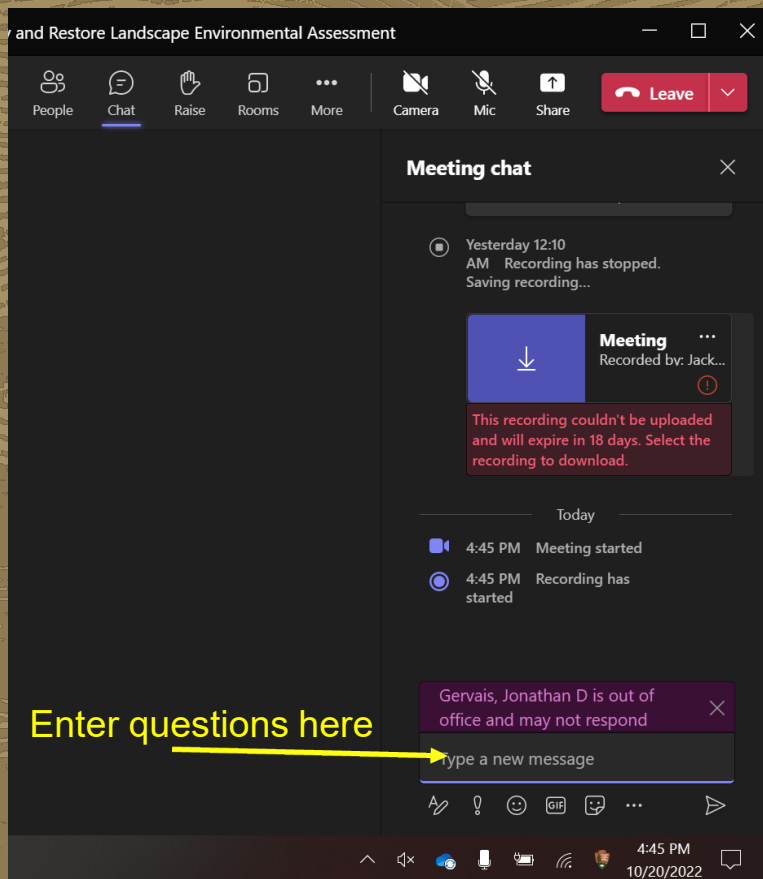 and Restore Landscape Environmental Assessment
People Chat Raise Rooms More Camera Mic Share Leave
Meeting chat
Yesterday 12:10
AM Recording has stopped.
Saving recording...
Meeting ...
Recorded by: Jack...
This recording couldn't be uploaded
and will expire in 18 days. Select the
recording to download.
Today
4:45 PM Meeting started
4:45 PM Recording has
started
Gervais, Jonathan D is out of
office and may not respond
Enter questions here
Type a new message
GIF
4:45 PM
10/20/2022